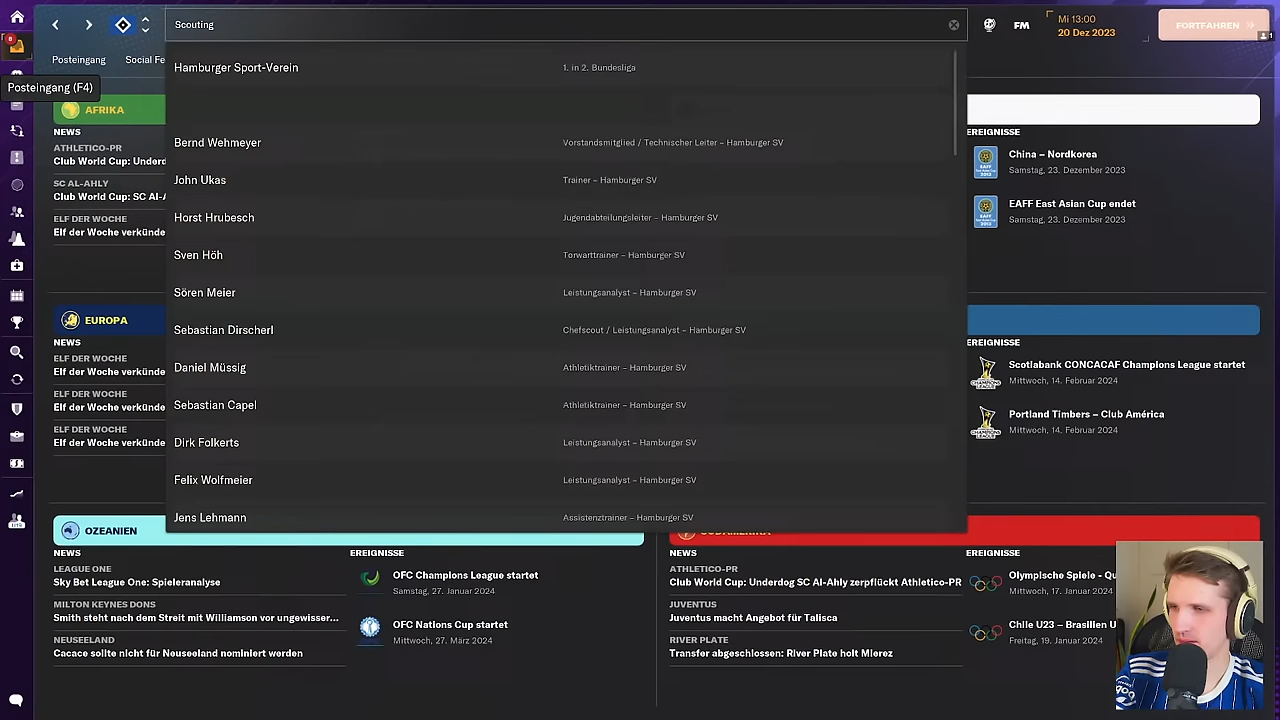 Scouting
FM
Mi 13:00
20 Dez 2023
FORTFAHREN
8
1
Posteingang
Social Fe
Posteingang (F4)
Hamburger Sport-Verein
1. in 2. Bundesliga
Bernd Wehmeyer
Vorstandsmitglied / Technischer Leiter – Hamburger SV
John Ukas
Trainer – Hamburger SV
Horst Hrubesch
Jugendabteilungsleiter – Hamburger SV
Sven Höh
Torwarttrainer – Hamburger SV
Sören Meier
Leistungsanalyst – Hamburger SV
Sebastian Dirscherl
Chefscout / Leistungsanalyst – Hamburger SV
Daniel Müssig
Athletiktrainer – Hamburger SV
Sebastian Capel
Athletiktrainer – Hamburger SV
Dirk Folkerts
Leistungsanalyst – Hamburger SV
Felix Wolfmeier
Leistungsanalyst – Hamburger SV
Jens Lehmann
Assistenztrainer – Hamburger SV
AFRIKA
NEWS
ATHLETICO-PR
Club World Cup: Underd
SC AL-AHLY
Club World Cup: SC Al-A
ELF DER WOCHE
Elf der Woche verkünde
EREIGNISSE
China – Nordkorea
Samstag, 23. Dezember 2023
EAFF East Asian Cup endet
Samstag, 23. Dezember 2023
EUROPA
NEWS
ELF DER WOCHE
Elf der Woche verkünde
ELF DER WOCHE
Elf der Woche verkünde
ELF DER WOCHE
Elf der Woche verkünde
EREIGNISSE
Scotiabank CONCACAF Champions League startet
Mittwoch, 14. Februar 2024
Portland Timbers – Club América
Mittwoch, 14. Februar 2024
OZEANIEN
NEWS
LEAGUE ONE
Sky Bet League One: Spieleranalyse
MILTON KEYNES DONS
Smith steht nach dem Streit mit Williamson vor ungewisser...
NEUSEELAND
Cacace sollte nicht für Neuseeland nominiert werden
EREIGNISSE
OFC Champions League startet
Samstag, 27. Januar 2024
OFC Nations Cup startet
Mittwoch, 27. März 2024
SÜDAMERIKA
NEWS
ATHLETICO-PR
Club World Cup: Underdog SC Al-Ahly zerpflückt Athletico-PR
JUVENTUS
Juventus macht Angebot für Talisca
RIVER PLATE
Transfer abgeschlossen: River Plate holt Mierez
EREIGNISSE
Olympische Spiele - Qu
Mittwoch, 17. Januar 2024
Chile U23 – Brasilien U
Freitag, 19. Januar 2024